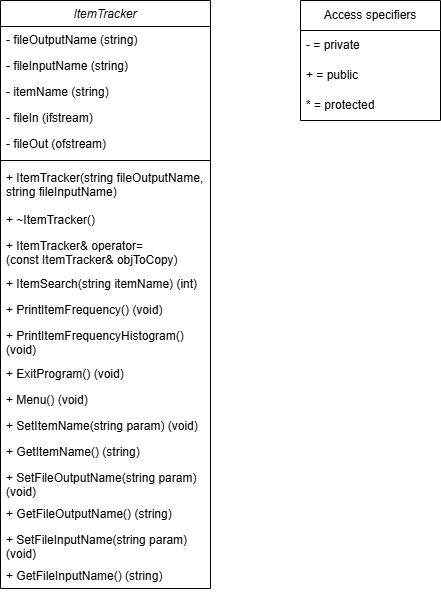 ItemTracker
- fileOutputName (string)
- fileInputName (string)
- itemName (string)
- fileIn (ifstream)
- fileOut (ofstream)
+ ItemTracker(string fileOutputName,
string fileInputName)
+ ~ItemTracker()
+ ItemTracker& operator=
(const ItemTracker& objToCopy)
+ ItemSearch(string itemName) (int)
+ PrintItemFrequency() (void)
+ PrintItemFrequencyHistogram()
(void)
+ ExitProgram() (void)
+ Menu() (void)
+ SetItemName(string param) (void)
+ GetItemName() (string)
+ SetFileOutputName(string param)
(void)
+ GetFileOutputName() (string)
+ SetFileInputName(string param)
(void)
+ GetFileInputName() (string)
Access specifiers
- = private
+ = public
* = protected